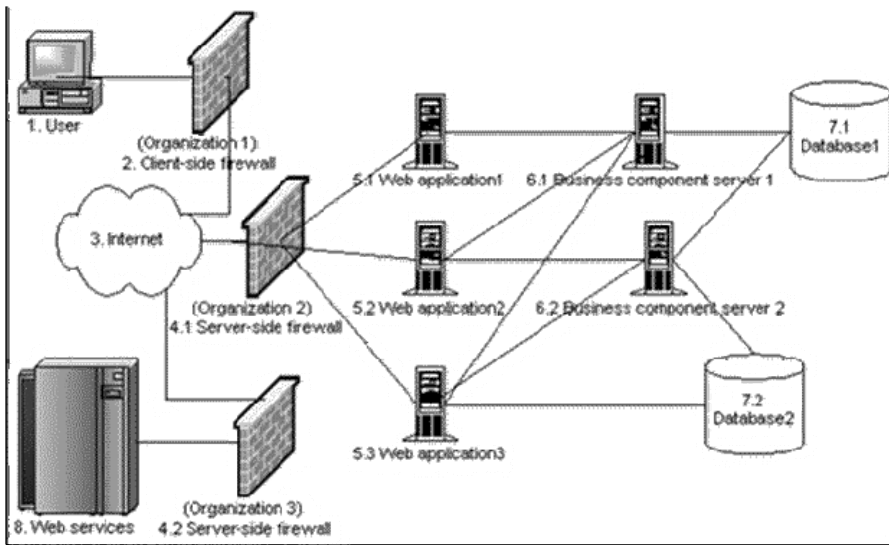 1. User
(Organization 1)
2. Client-side firewall
3. Internet
(Organization 2)
4.1 Server-side firewall
5.1 Web application1
6.1 Business component server 1
7.1
Database1
5.2 Web application2
6.2 Business component server 2
5.3 Web application3
7.2
Database2
8. Web services
(Organization 3)
4.2 Server-side firewall